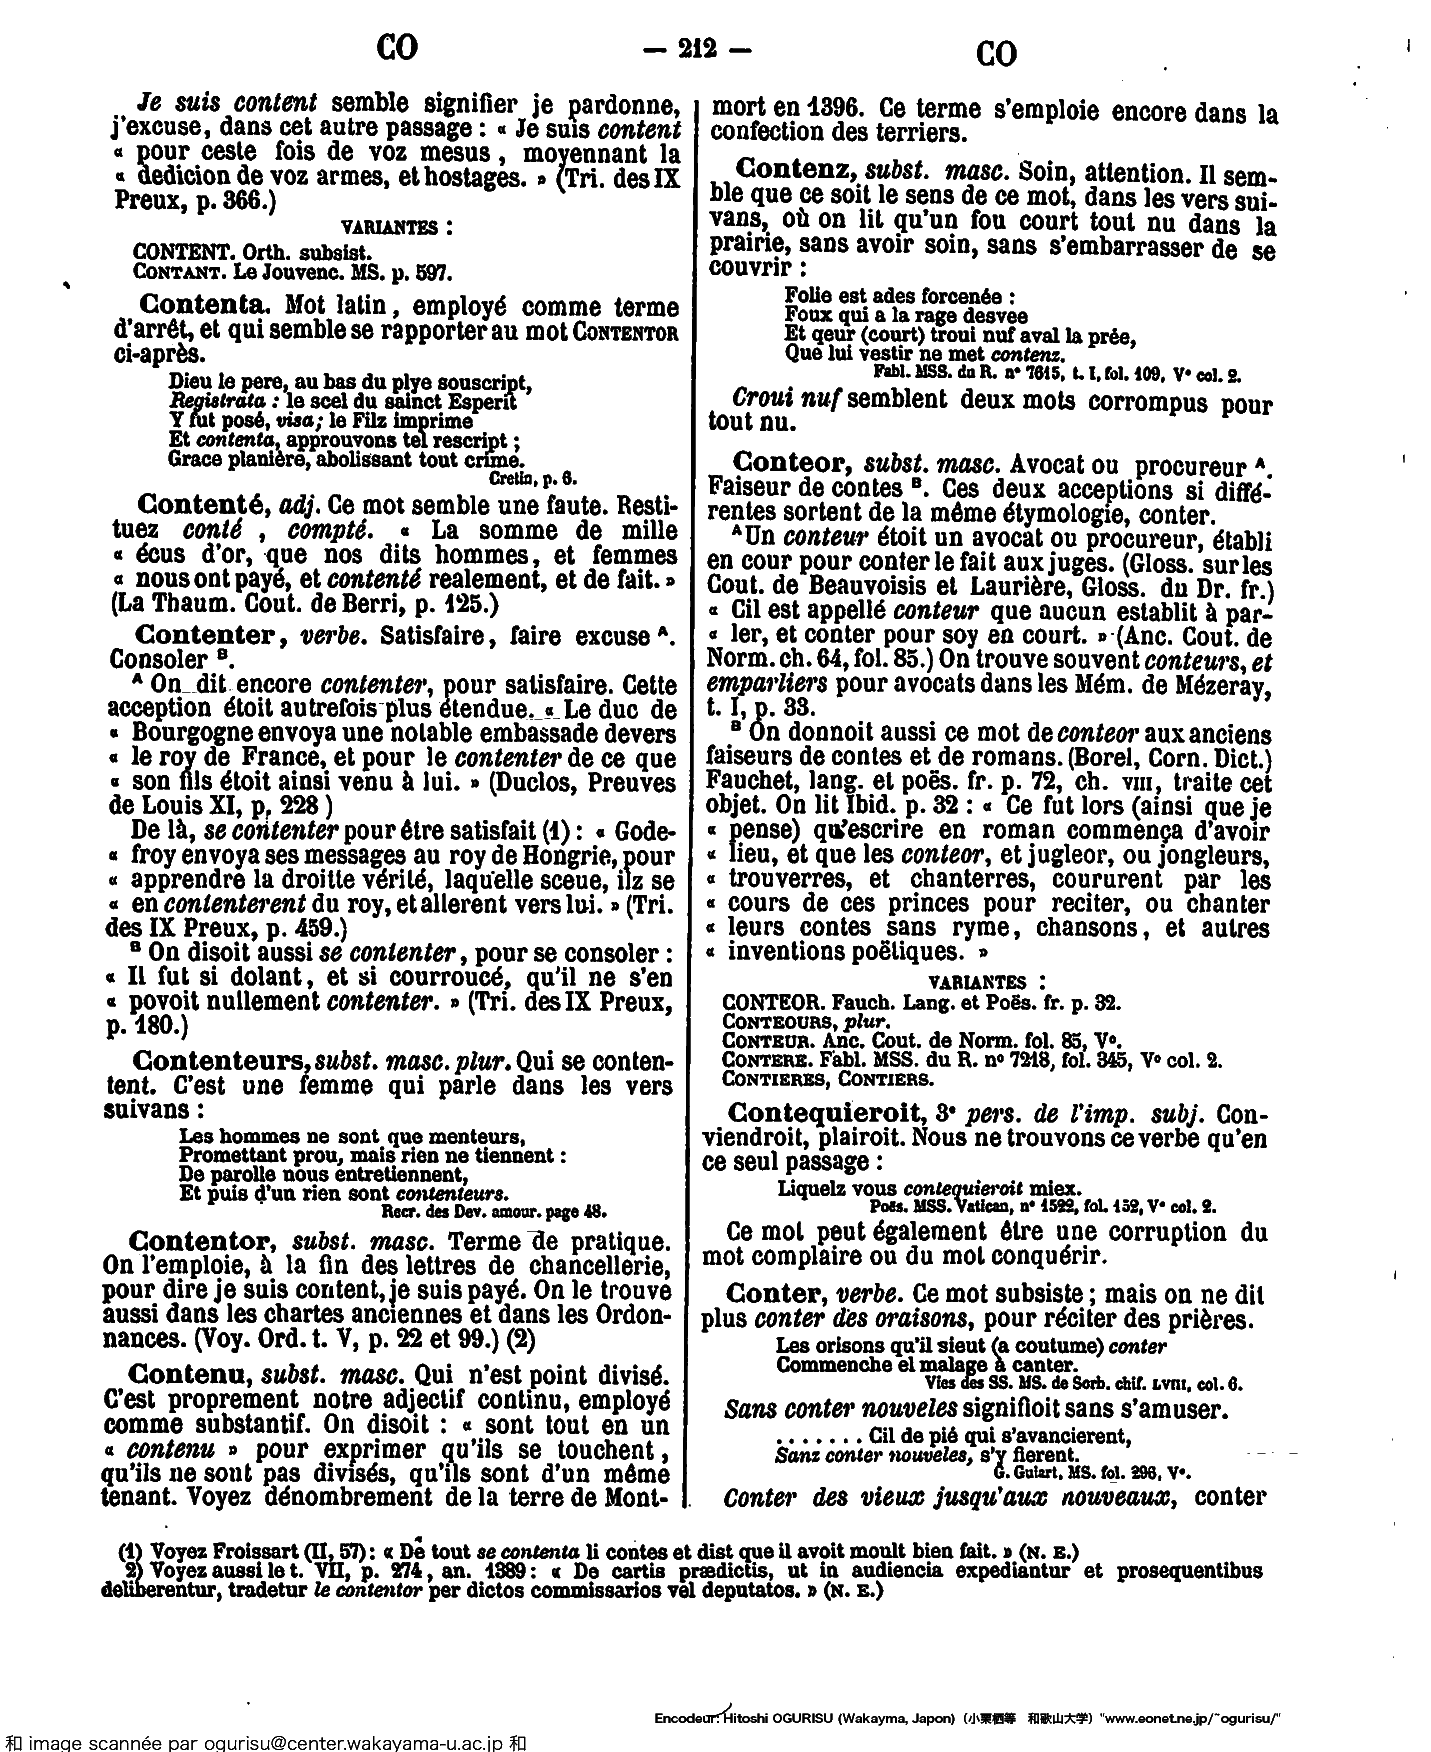 CO — 212 — CO
Je suis content semble signifier je pardonne,
j'excuse, dans cet autre passage : « Je suis content
« pour ceste fois de voz mesus, moyennant la
« dedicion de voz armes, et hostages. » (Tri. des IX
Preux, p. 366.)
VARIANTES :
CONTENT. Orth. subsist.
CONTANT. Le Jouvenc. MS. p. 597.
Contenta. Mot latin, employé comme terme
d'arrêt, et qui semble se rapporter au mot CONTENTOR
ci-après.
Dieu le pere, au bas du plye souscript,
Registrata : le scel du sainct Esperit
Y fut posé, visa; le Filz imprime
Et contenta, approuvons tel rescript ;
Grace planière, abolissant tout crime.
Cretin, p. 6.
Contenté, adj. Ce mot semble une faute. Resti-
tuez conté , compté. « La somme de mille
« écus d'or, que nos dits hommes, et femmes
« nous ont payé, et contenté realement, et de fait. »
(La Thaum. Cout. de Berri, p. 125.)
Contenter, verbe. Satisfaire, faire excuse A.
Consoler B.
A On dit encore contenter, pour satisfaire. Cette
acception étoit autrefois plus étendue. « Le duc de
« Bourgogne envoya une notable embassade devers
« le roy de France, et pour le contenter de ce que
« son fils étoit ainsi venu à lui. » (Duclos, Preuves
de Louis XI, p, 228 )
De là, se contenter pour être satisfait (1) : « Gode-
« froy envoya ses messages au roy de Hongrie, pour
« apprendre la droitte vérité, laquelle sceue, ilz se
« en contenterent du roy, et allerent vers lui. » (Tri.
des IX Preux, p. 459.)
B On disoit aussi se contenter, pour se consoler :
« Il fut si dolant, et si courroucé, qu'il ne s'en
« povoit nullement contenter. » (Tri. des IX Preux,
p. 180.)
Contenteurs, subst. masc. plur. Qui se conten-
tent. C'est une femme qui parle dans les vers
suivans :
Les hommes ne sont que menteurs,
Promettant prou, mais rien ne tiennent :
De parolle nous entretiennent,
Et puis d'un rien sont contenteurs.
Recr. des Dev. amour. page 48.
Contentor, subst. masc. Terme de pratique.
On l'emploie, à la fin des lettres de chancellerie,
pour dire je suis content, je suis payé. On le trouve
aussi dans les chartes anciennes et dans les Ordon-
nances. (Voy. Ord. t. V, p. 22 et 99.) (2)
Contenu, subst. masc. Qui n'est point divisé.
C'est proprement notre adjectif continu, employé
comme substantif. On disoit : « sont tout en un
« contenu » pour exprimer qu'ils se touchent,
qu'ils ne sont pas divisés, qu'ils sont d'un même
tenant. Voyez dénombrement de la terre de Mont-
mort en 1396. Ce terme s'emploie encore dans la
confection des terriers.
Contenz, subst. masc. Soin, attention. Il sem-
ble que ce soit le sens de ce mot, dans les vers sui-
vans, où on lit qu'un fou court tout nu dans la
prairie, sans avoir soin, sans s'embarrasser de se
couvrir :
Folie est ades forcenée :
Foux qui a la rage desvee
Et qeur (court) troui nuf aval la prée,
Que lui vestir ne met contenz.
Fabl. MSS. du R. n° 7615, t. I, fol. 109, V° col. 2.
Croui nuf semblent deux mots corrompus pour
tout nu.
Conteor, subst. masc. Avocat ou procureur A.
Faiseur de contes B. Ces deux acceptions si diffé-
rentes sortent de la même étymologie, conter.
A Un conteur étoit un avocat ou procureur, établi
en cour pour conter le fait aux juges. (Gloss. sur les
Cout. de Beauvoisis et Laurière, Gloss. du Dr. fr.)
« Cil est appellé conteur que aucun establit à par-
« ler, et conter pour soy en court. » (Anc. Cout. de
Norm. ch. 64, fol. 85.) On trouve souvent conteurs, et
emparliers pour avocats dans les Mém. de Mézeray,
t. I, p. 33.
B On donnoit aussi ce mot de conteor aux anciens
faiseurs de contes et de romans. (Borel, Corn. Dict.)
Fauchet, lang. et poës. fr. p. 72, ch. VIII, traite cet
objet. On lit Ibid. p. 32 : « Ce fut lors (ainsi que je
« pense) qu'escrire en roman commença d'avoir
« lieu, et que les conteor, et jugleor, ou jongleurs,
« trouverres, et chanterres, coururent par les
« cours de ces princes pour reciter, ou chanter
« leurs contes sans ryme, chansons, et autres
« inventions poëtiques. »
VARIANTES :
CONTEOR. Fauch. Lang. et Poës. fr. p. 32.
CONTEOURS, plur.
CONTEUR. Anc. Cout. de Norm. fol. 85, V°.
CONTERE. Fabl. MSS. du R. n° 7218, fol. 345, V° col. 2.
CONTIERES, CONTIERS.
Contequieroit, 3e pers. de l'imp. subj. Con-
viendroit, plairoit. Nous ne trouvons ce verbe qu'en
ce seul passage :
Liquelz vous contequieroit miex.
Poës. MSS. Vatican, n° 1522, fol. 152, V° col. 2.
Ce mot peut également être une corruption du
mot complaire ou du mot conquérir.
Conter, verbe. Ce mot subsiste ; mais on ne dit
plus conter des oraisons, pour réciter des prières.
Les orisons qu'il sieut (a coutume) conter
Commenche el malage à canter.
Vies des SS. MS. de Sorb. chif. LVIII, col. 6.
Sans conter nouveles signifioit sans s'amuser.
. . . . . . . Cil de pié qui s'avancierent,
Sanz conter nouveles, s'y fierent.
G. Guiart, MS. fol. 296, V°.
Conter des vieux jusqu'aux nouveaux, conter
(1) Voyez Froissart (II, 57) : « De tout se contenta li contes et dist que il avoit moult bien fait. » (N. E.)
2) Voyez aussi le t. VII, p. 274, an. 1389 : « De cartis prædictis, ut in audiencia expediantur et prosequentibus
deliberentur, tradetur le contentor per dictos commissarios vel deputatos. » (N. E.)
Encodeur: Hitoshi OGURISU (Wakayma, Japon) (小栗栖等 和歌山大学) "www.eonet.ne.jp/~ogurisu/"
和 image scannée par ogurisu@center.wakayama-u.ac.jp 和